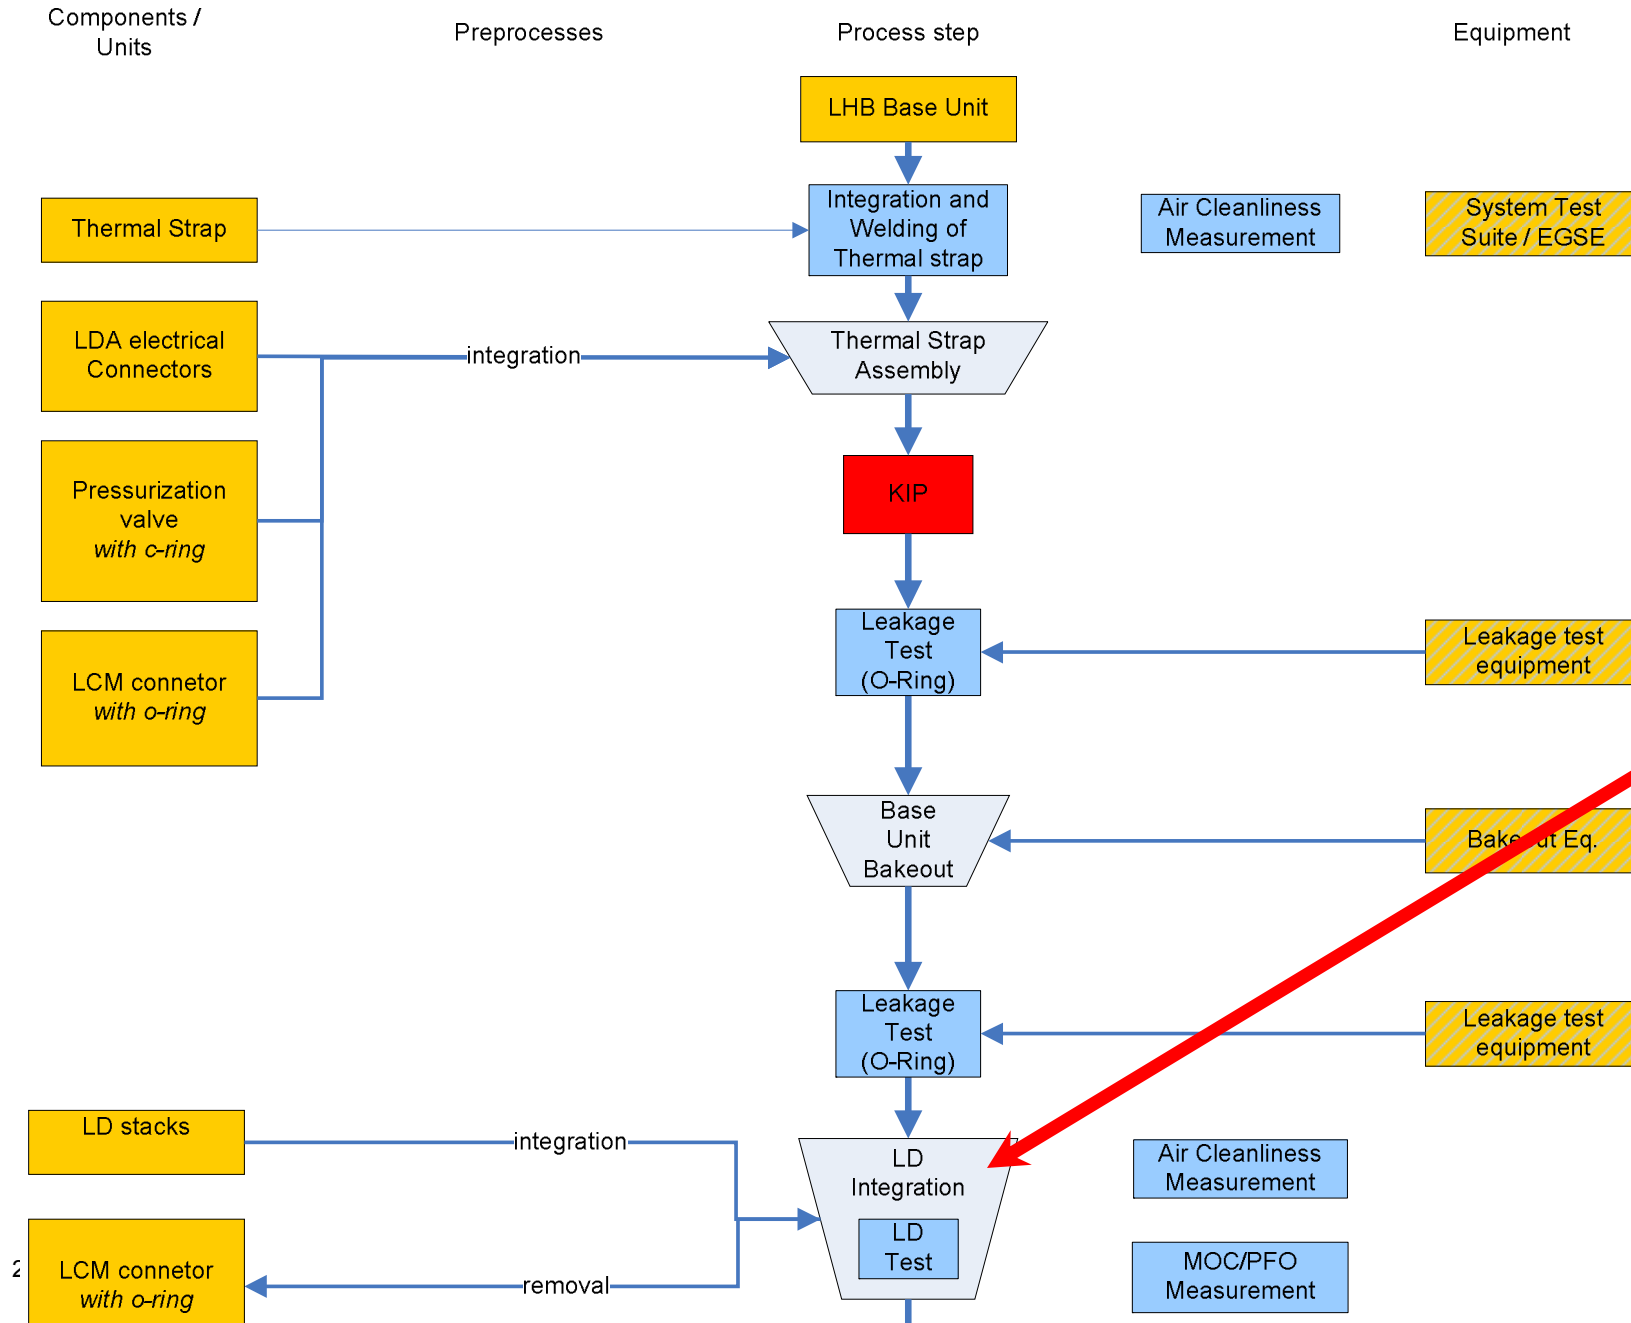 Components /
Units
Preprocesses
Process step
Equipment
LHB Base Unit
Thermal Strap
Integration and
Welding of
Thermal strap
Air Cleanliness
Measurement
System Test
Suite / EGSE
LDA electrical
Connectors
integration
Thermal Strap
Assembly
Pressurization
valve
with c-ring
KIP
LCM connetor
with o-ring
Leakage
Test
(O-Ring)
Leakage test
equipment
Base
Unit
Bakeout
Eq.
Leakage
Test
(O-Ring)
Leakage test
equipment
LD stacks
integration
LD
Integration
LD
Test
Air Cleanliness
Measurement
2
LCM connetor
with o-ring
removal
MOC/PFO
Measurement